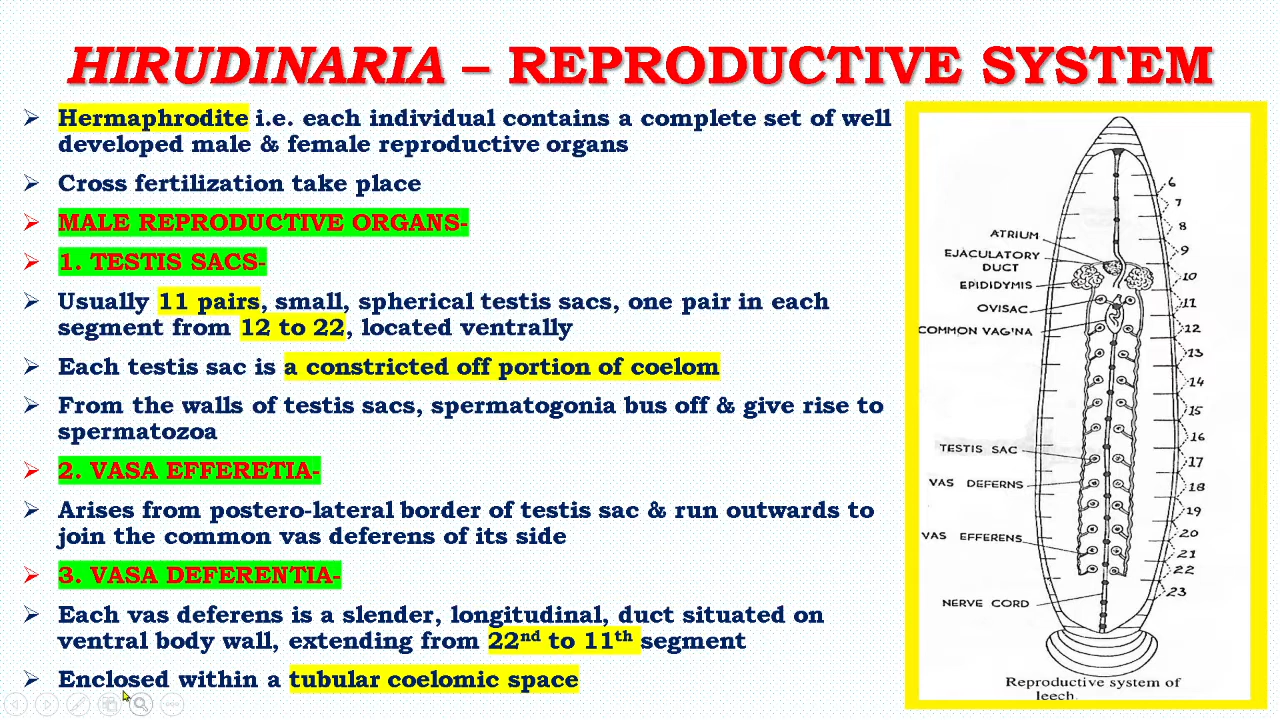 HIRUDINARIA – REPRODUCTIVE SYSTEM
Hermaphrodite i.e. each individual contains a complete set of well
developed male & female reproductive organs
Cross fertilization take place
MALE REPRODUCTIVE ORGANS-
1. TESTIS SACS-
Usually 11 pairs, small, spherical testis sacs, one pair in each
segment from 12 to 22, located ventrally
Each testis sac is a constricted off portion of coelom
From the walls of testis sacs, spermatogonia bus off & give rise to
spermatozoa
2. VASA EFFERETIA-
Arises from postero-lateral border of testis sac & run outwards to
join the common vas deferens of its side
3. VASA DEFERENTIA-
Each vas deferens is a slender, longitudinal, duct situated on
ventral body wall, extending from 22nd to 11th segment
Enclosed within a tubular coelomic space
ATRIUM
EJACULATORY
DUCT
EPIDIDYMIS
OVISAC
COMMON VAG'NA
TESTIS SAC
VAS DEFERNS
VAS EFFERENS
NERVE CORD
6
7
8
9
10
11
12
13
14
15
16
17
18
19
20
21
22
23
Reproductive system of
leech.